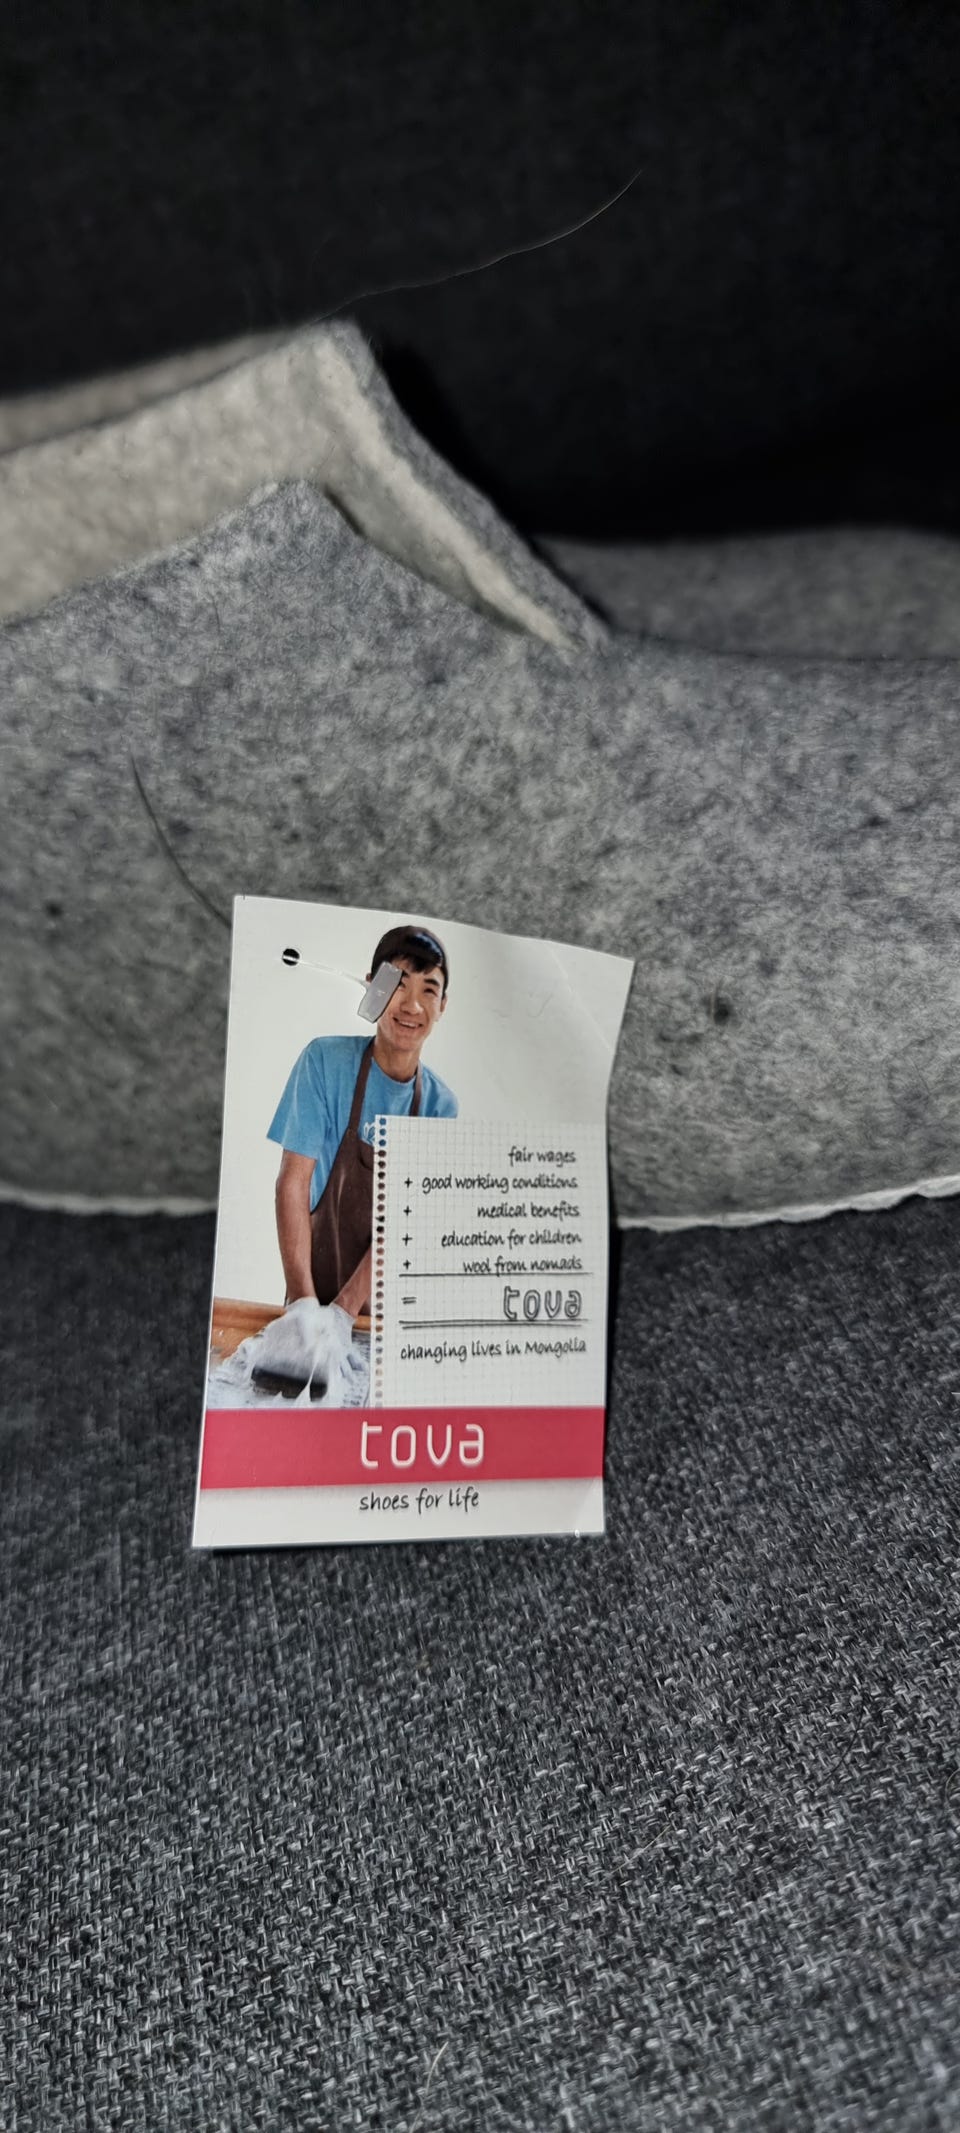 fair wages
+ good working conditions
+ medical benefits
+ education for children
+ wool from nomads
= tova
changing lives in Mongolia
tova
shoes for life